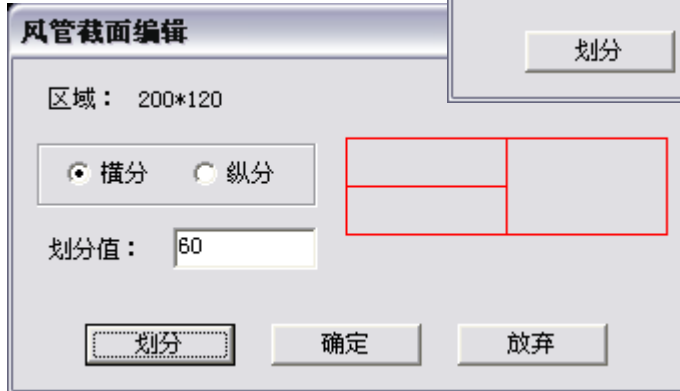 风管截面编辑
划分
区域： 200*120
横分 纵分
划分值： 60
划分 确定 放弃